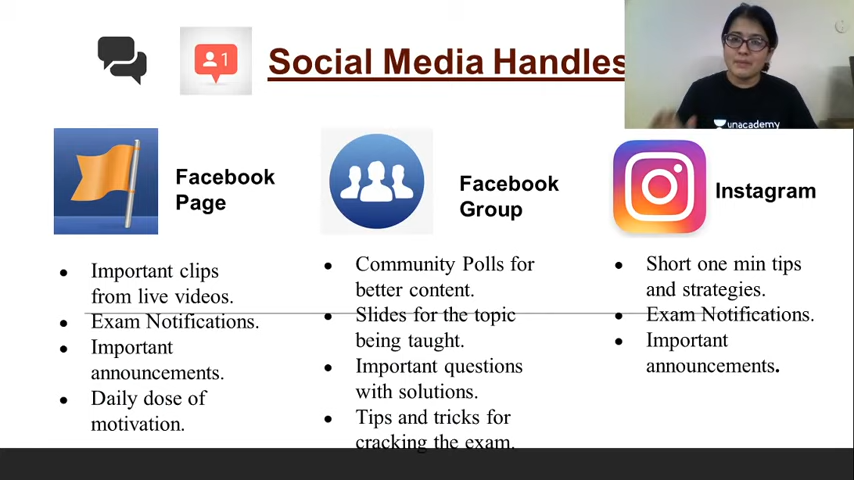 1
Social Media Handles
unacademy
Facebook
Page
Facebook
Group
Instagram
• Important clips
from live videos.
• Exam Notifications.
• Important
announcements.
• Daily dose of
motivation.
• Community Polls for
better content.
• Slides for the topic
being taught.
• Important questions
with solutions.
• Tips and tricks for
cracking the exam.
• Short one min tips
and strategies.
• Exam Notifications.
• Important
announcements.